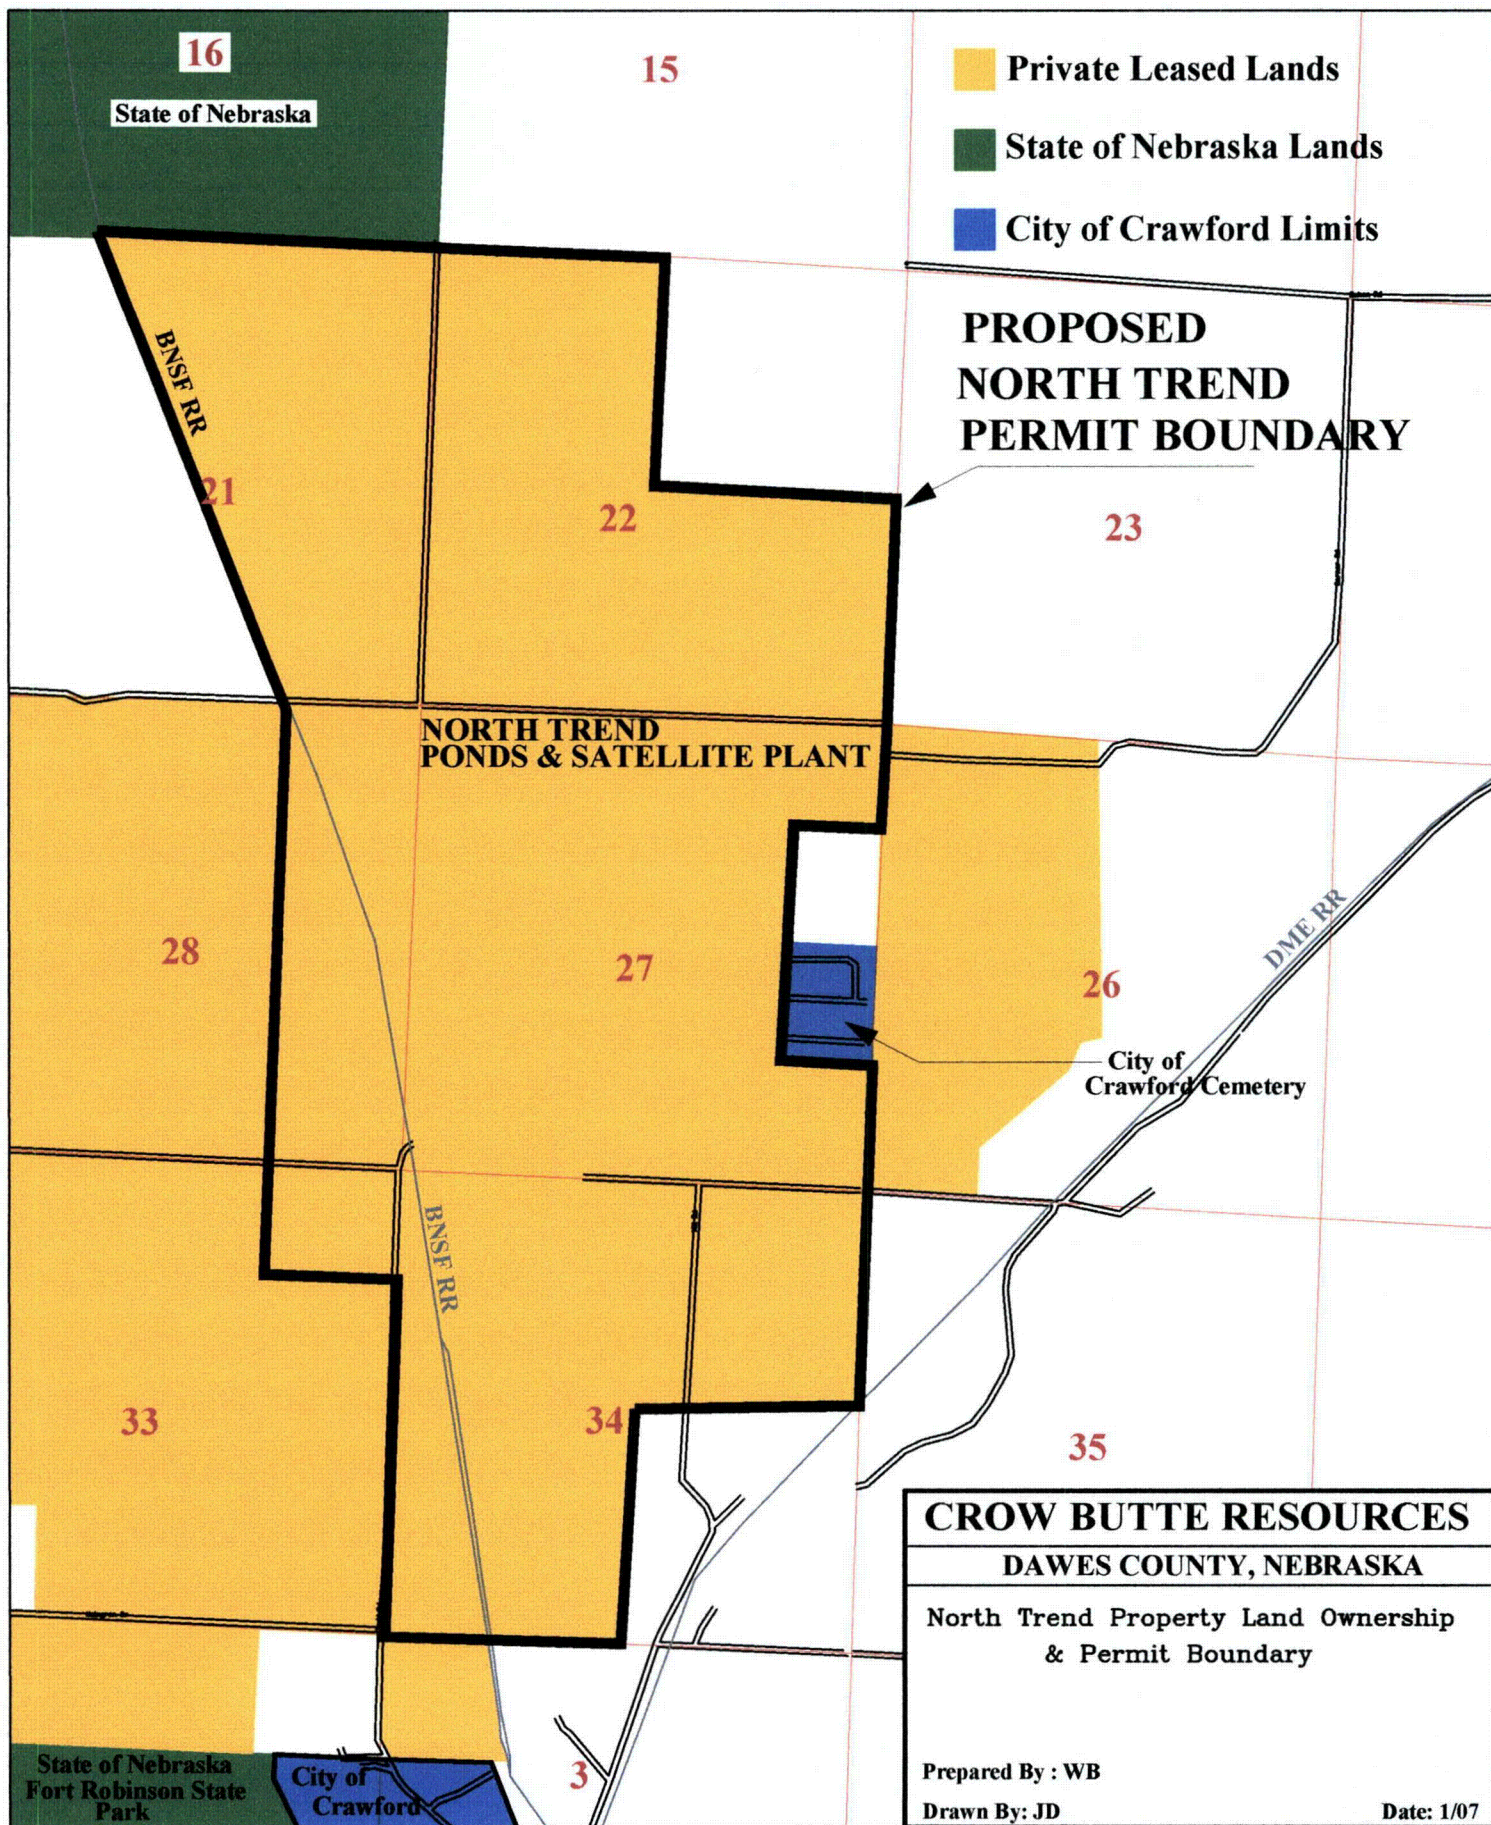 16
State of Nebraska
15
Private Leased Lands
State of Nebraska Lands
City of Crawford Limits
PROPOSED
NORTH TREND
PERMIT BOUNDARY
BNSF RR
21
22
23
NORTH TREND
PONDS & SATELLITE PLANT
28
27
26
DME RR
City of
Crawford Cemetery
BNSF RR
33
34
35
3
State of Nebraska
Fort Robinson State
Park
City of
Crawford
CROW BUTTE RESOURCES
DAWES COUNTY, NEBRASKA
North Trend Property Land Ownership
& Permit Boundary
Prepared By : WB
Drawn By: JD
Date: 1/07